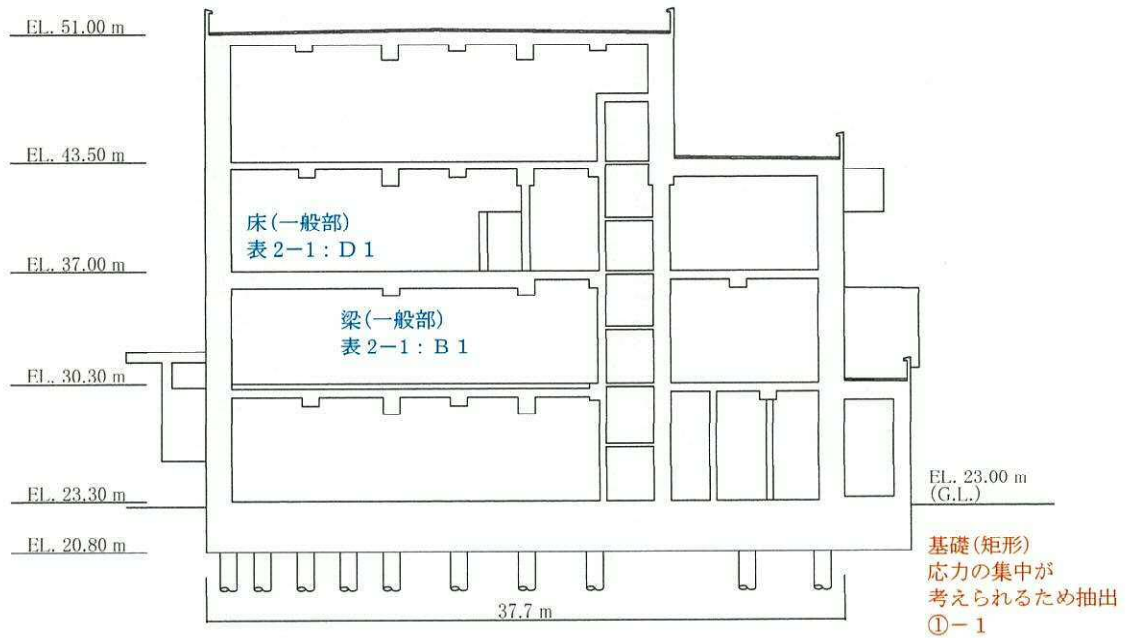 EL. 51.00 m
EL. 43.50 m
床(一般部)
表2-1:D1
EL. 37.00 m
梁(一般部)
表2-1:B1
EL. 30.30 m
EL. 23.30 m
EL. 23.00 m
(G.L.)
EL. 20.80 m
基礎(矩形)
応力の集中が
考えられるため抽出
①-1
37.7 m